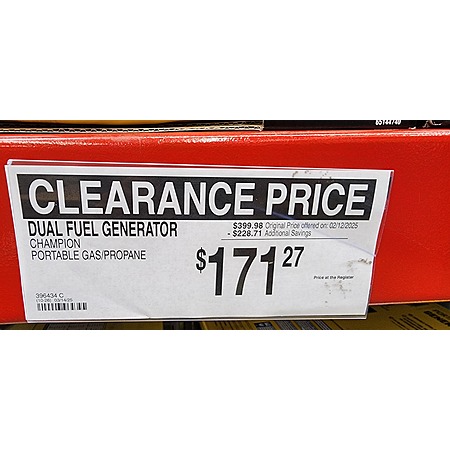 65144740
CLEARANCE PRICE
DUAL FUEL GENERATOR
CHAMPION
PORTABLE GAS/PROPANE
$399.98 Original Price offered on: 02/12/2025
- $228.71 Additional Savings
$171.27
Price at the Register
396434 C